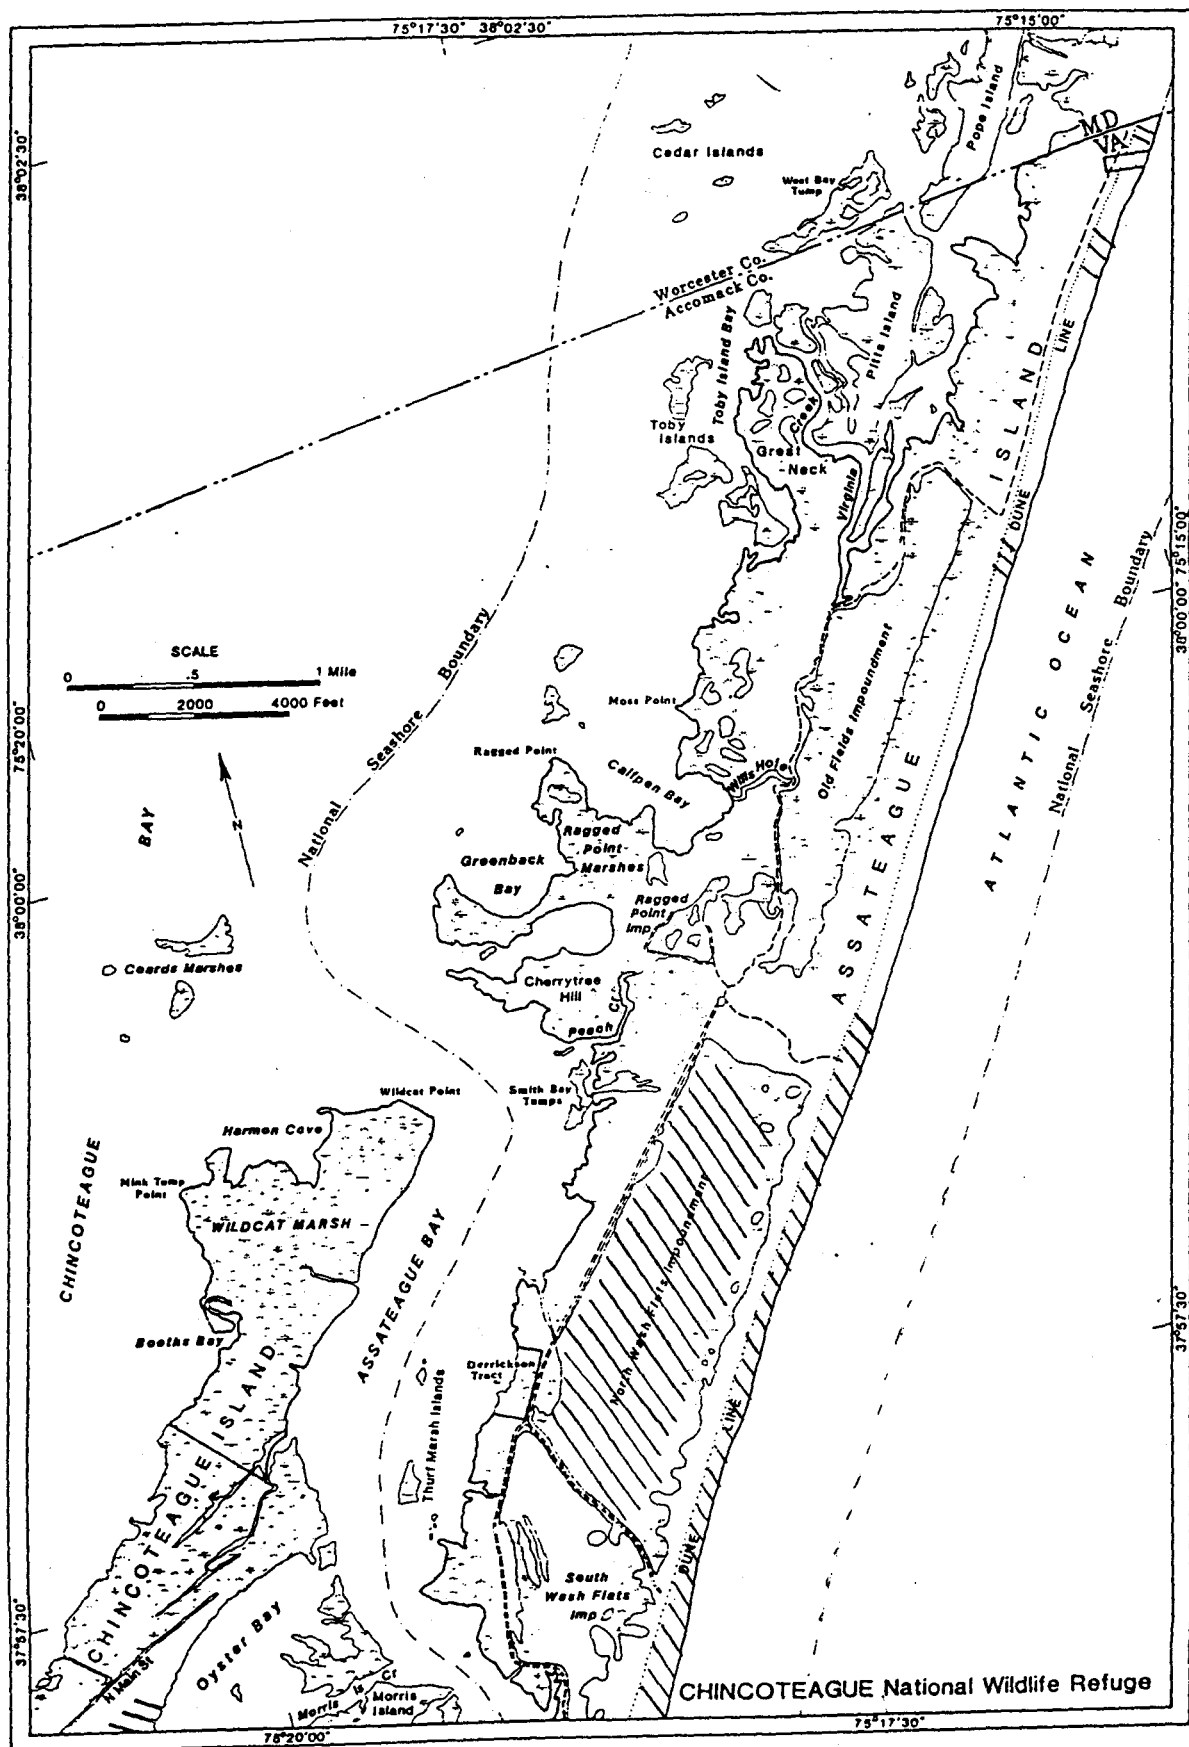 75°17'30" 38°02'30"
75°15'00"
38°02'30"
Pope Island
MD
VA
Cedar Islands
West Bay
Tump
Worcester Co.
Accomack Co.
Toby Island Bay
Pitts Island
Toby
Islands
Creek
Great
Neck
Virginia
ISLAND
LINE
DUNE
75°15'00"
38°00'00"
ATLANTIC OCEAN
National Seashore Boundary
SCALE
0 .5 1 Mile
0 2000 4000 Feet
National Seashore Boundary
Moss Point
Old Fields Impoundment
75°20'00"
N
Ragged Point
Calfpen Bay
Mills Hole
ASSATEAGUE
BAY
Ragged
Point
Marshes
Greenback
Bay
38°00'00"
Ragged
Point
Imp
Coards Marshes
Cherrytree
Hill
Peach Cr
Smith Bay
Tumps
Wildcat Point
Harmon Cove
Mink Tump
Point
CHINCOTEAGUE
WILDCAT MARSH
North Wash Flats Impoundment
ASSATEAGUE BAY
Booths Bay
37°57'30"
Derrickson
Tract
LINE
Thurf Marsh Islands
CHINCOTEAGUE ISLAND
DUNE
South
Wash Flats
Imp
37°57'30"
N Main St
Oyster Bay
Morris Is Cr
Morris
Island
CHINCOTEAGUE National Wildlife Refuge
75°20'00"
75°17'30"